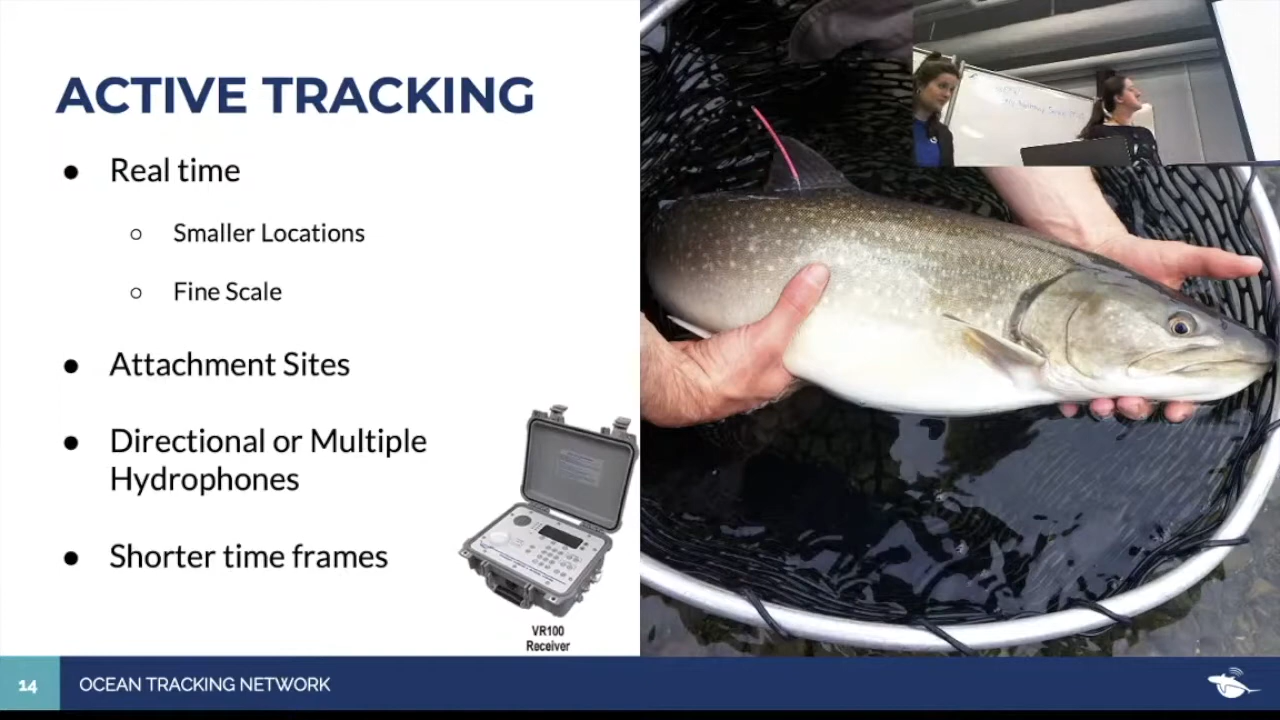 ACTIVE TRACKING
● Real time
○ Smaller Locations
○ Fine Scale
● Attachment Sites
● Directional or Multiple
Hydrophones
● Shorter time frames
VR100
Receiver
14
OCEAN TRACKING NETWORK